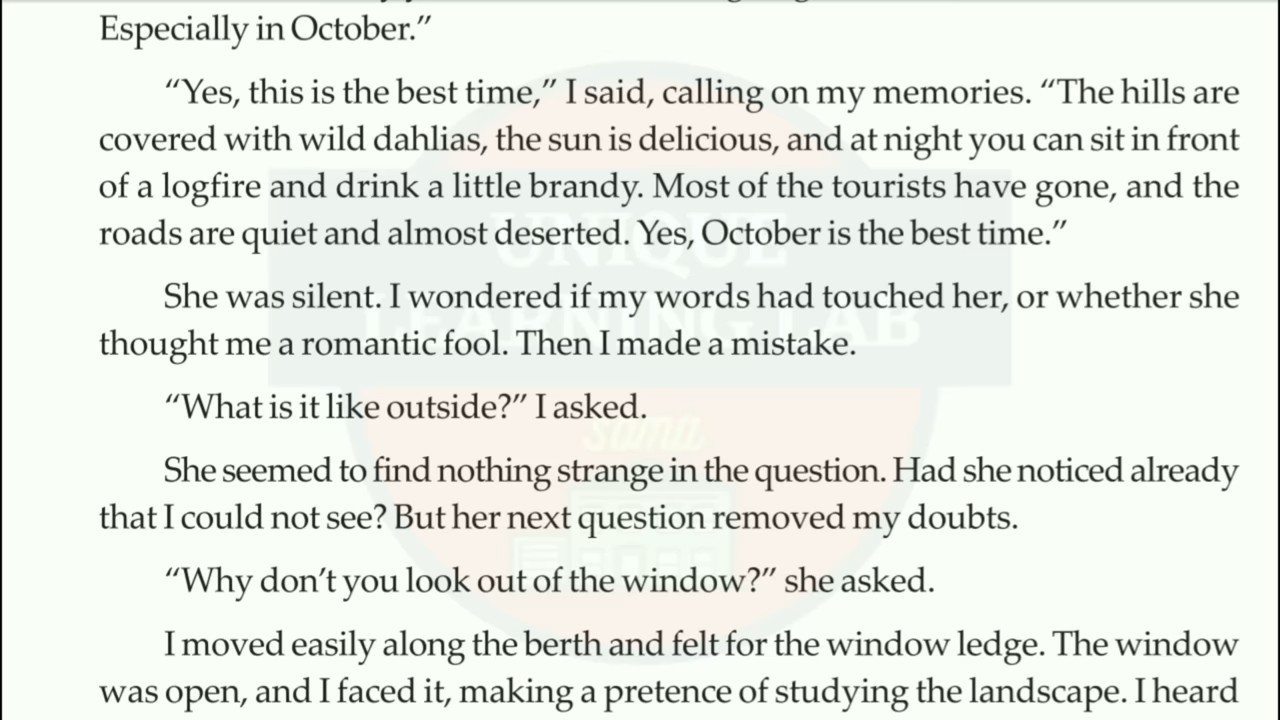 Especially in October.”
“Yes, this is the best time,” I said, calling on my memories. “The hills are
covered with wild dahlias, the sun is delicious, and at night you can sit in front
of a logfire and drink a little brandy. Most of the tourists have gone, and the
roads are quiet and almost deserted. Yes, October is the best time.”
She was silent. I wondered if my words had touched her, or whether she
thought me a romantic fool. Then I made a mistake.
“What is it like outside?” I asked.
She seemed to find nothing strange in the question. Had she noticed already
that I could not see? But her next question removed my doubts.
“Why don’t you look out of the window?” she asked.
I moved easily along the berth and felt for the window ledge. The window
was open, and I faced it, making a pretence of studying the landscape. I heard
UNIQUE
LEARNING LAB